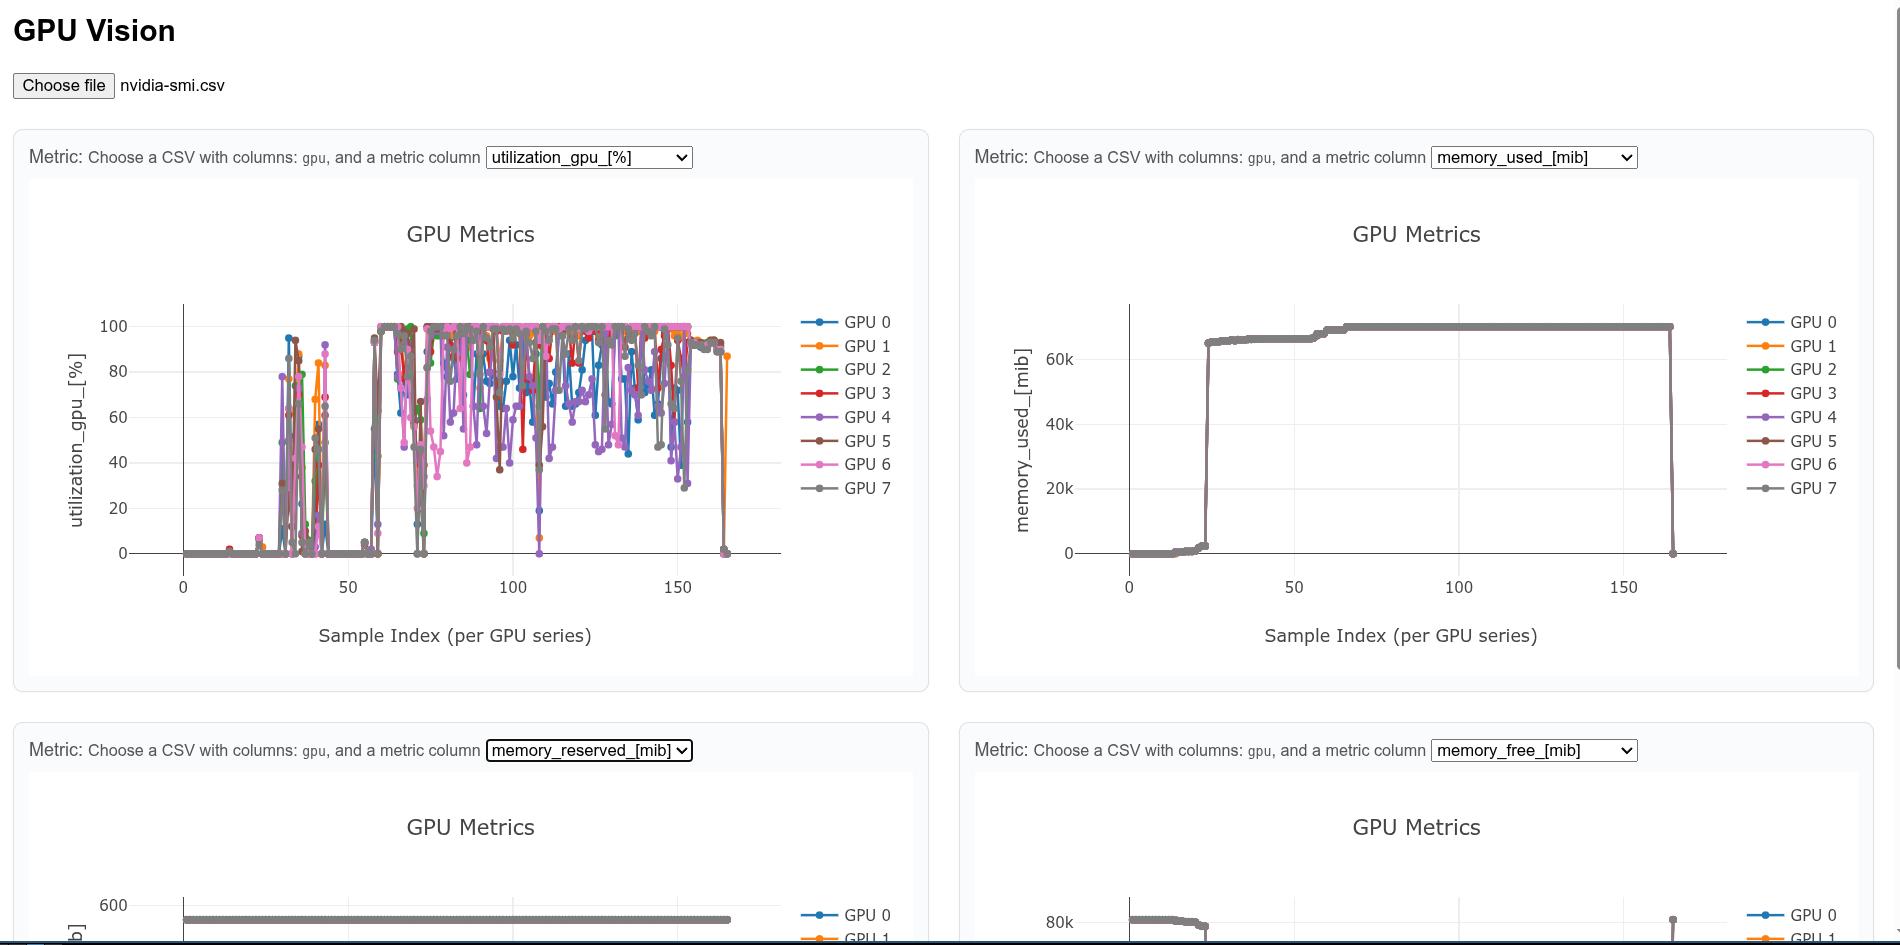 GPU Vision
Choose file nvidia-smi.csv
Metric: Choose a CSV with columns: gpu, and a metric column utilization_gpu_[%]
GPU Metrics
utilization_gpu_[%]
100
80
60
40
20
0
0 50 100 150
Sample Index (per GPU series)
GPU 0
GPU 1
GPU 2
GPU 3
GPU 4
GPU 5
GPU 6
GPU 7
Metric: Choose a CSV with columns: gpu, and a metric column memory_used_[mib]
GPU Metrics
memory_used_[mib]
60k
40k
20k
0
0 50 100 150
Sample Index (per GPU series)
GPU 0
GPU 1
GPU 2
GPU 3
GPU 4
GPU 5
GPU 6
GPU 7
Metric: Choose a CSV with columns: gpu, and a metric column memory_reserved_[mib]
GPU Metrics
600
b]
GPU 0
GPU 1
Metric: Choose a CSV with columns: gpu, and a metric column memory_free_[mib]
GPU Metrics
80k
GPU 0
GPU 1